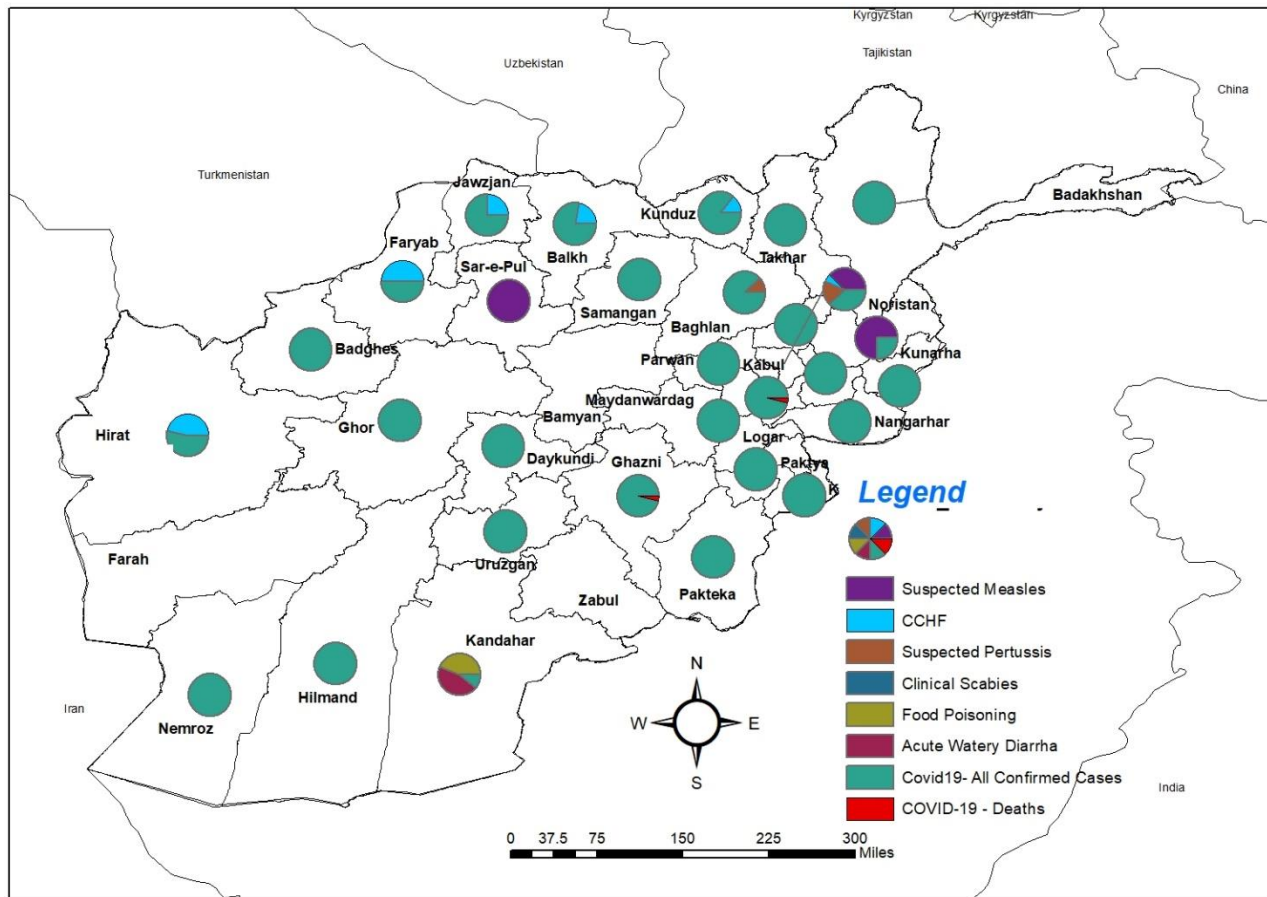 Kyrgyzstan
Kyrgyzstan
Tajikistan
Uzbekistan
China
Turkmenistan
Jawzjan
Badakhshan
Kunduz
Faryab
Balkh
Takhar
Sar-e-Pul
Noristan
Samangan
Baghlan
Badghes
Parwan
Kunarha
Kabul
Maydanwardag
Bamyan
Nangarhar
Hirat
Ghor
Logar
Daykundi
Ghazni
Paktya
K
Legend
Farah
Uruzgan
Zabul
Pakteka
Suspected Measles
CCHF
Suspected Pertussis
Clinical Scabies
Food Poisoning
Acute Watery Diarrha
Covid19- All Confirmed Cases
COVID-19 - Deaths
Kandahar
Hilmand
Nemroz
Iran
India
N
W
E
S
0 37.5 75 150 225 300
Miles